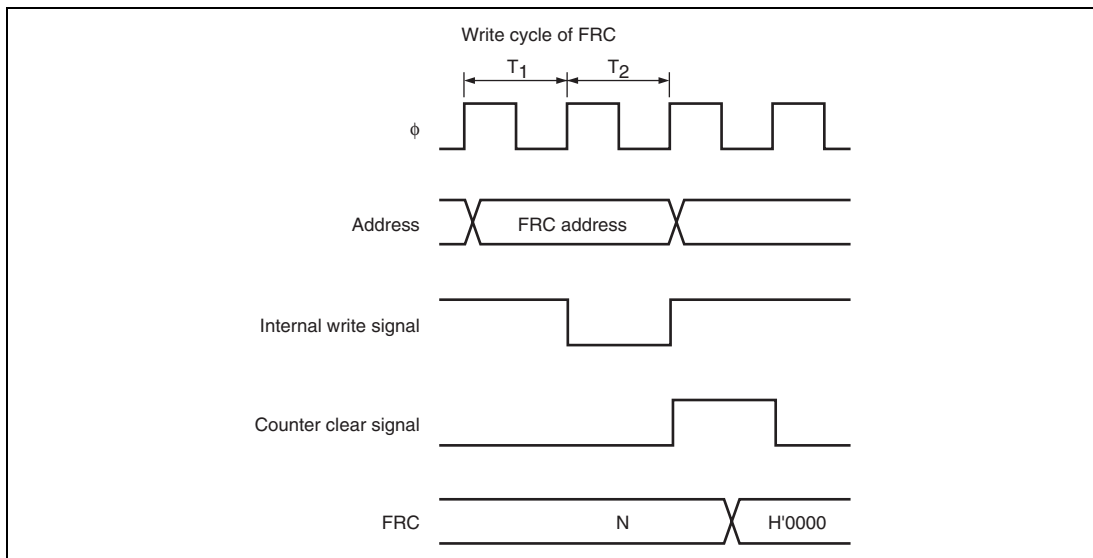 Write cycle of FRC
T1 T2
φ
Address FRC address
Internal write signal
Counter clear signal
FRC N H'0000